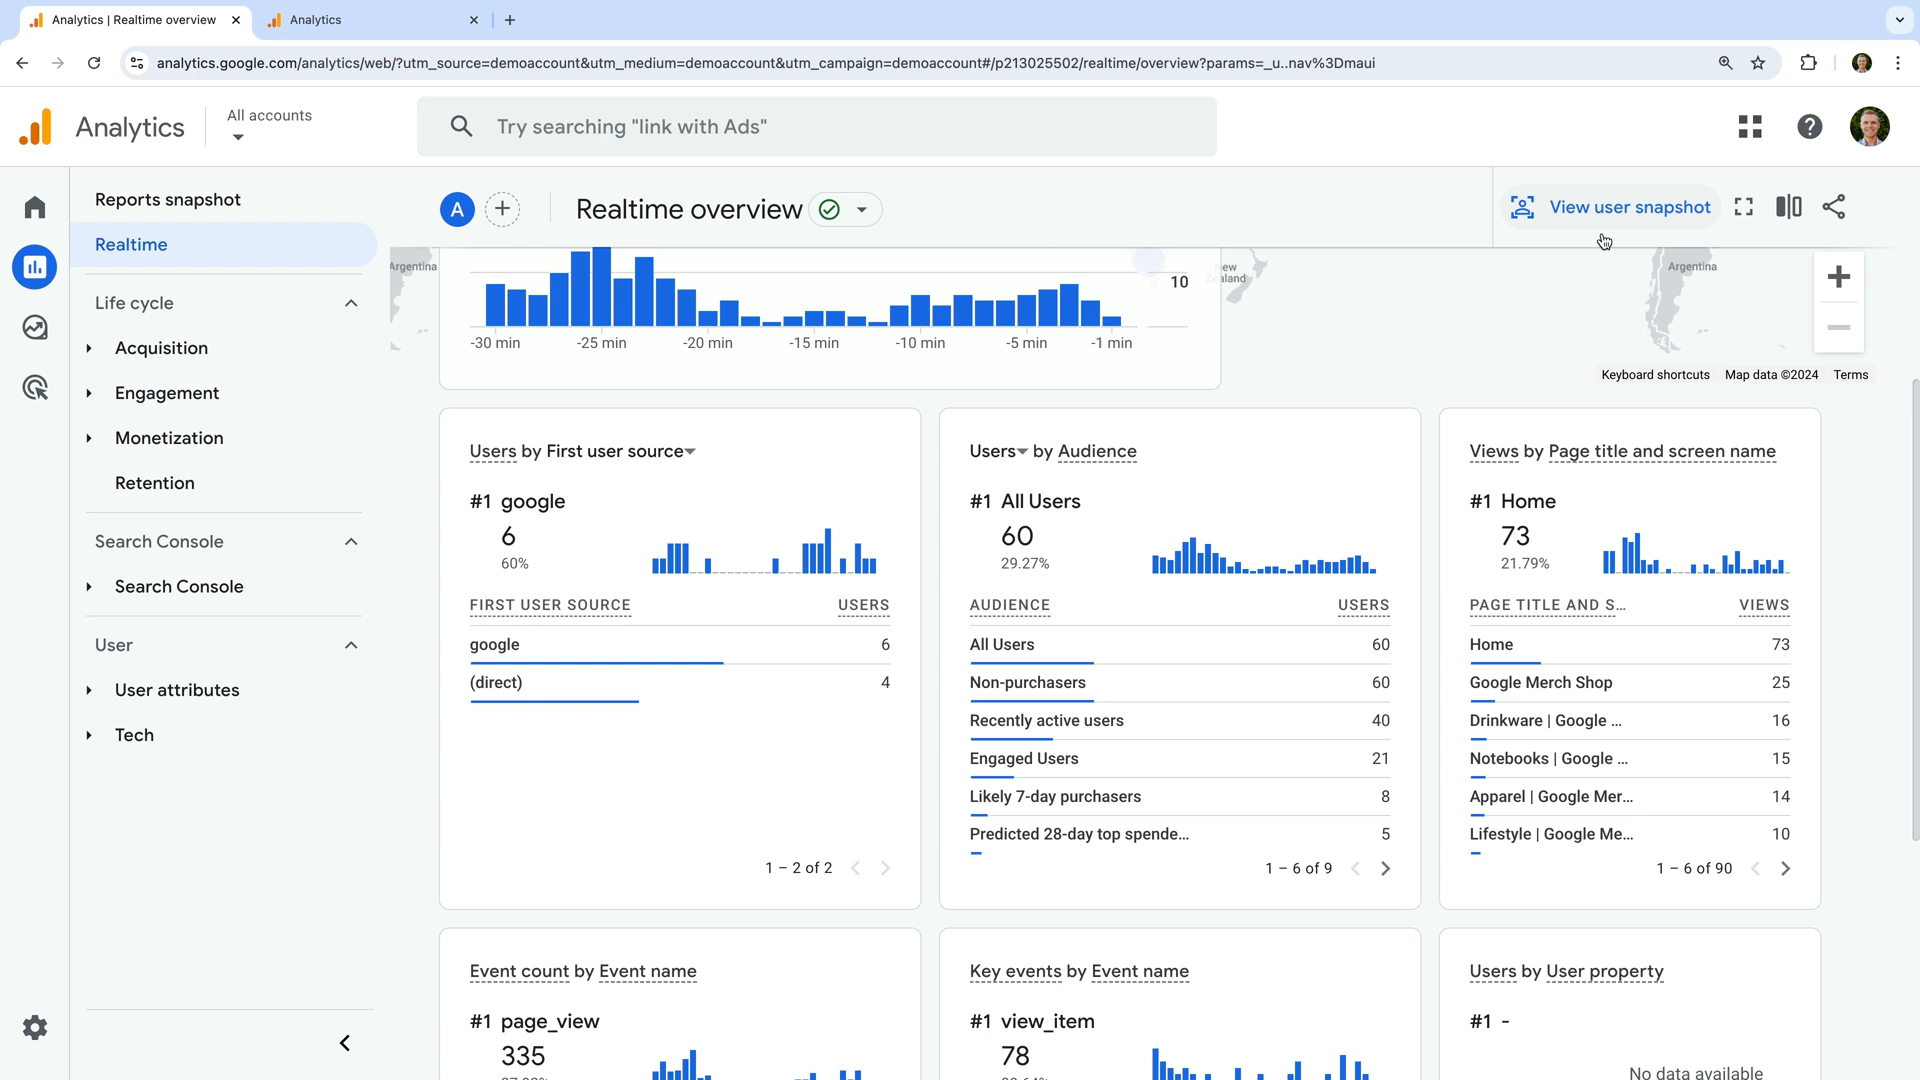 Analytics | Realtime overview
Analytics
analytics.google.com/analytics/web/?utm_source=demoaccount&utm_medium=demoaccount&utm_campaign=demoaccount#/p213025502/realtime/overview?params=_u..nav%3Dmaui
Analytics
All accounts
Try searching "link with Ads"
Reports snapshot
Realtime
Life cycle
Acquisition
Engagement
Monetization
Retention
Search Console
Search Console
User
User attributes
Tech
A
Realtime overview
View user snapshot
Argentina
10
New
Zealand
Argentina
-30 min
-25 min
-20 min
-15 min
-10 min
-5 min
-1 min
Keyboard shortcuts
Map data ©2024
Terms
Users by First user source
#1 google
6
60%
FIRST USER SOURCE USERS
google 6
(direct) 4
1 – 2 of 2
Users by Audience
#1 All Users
60
29.27%
AUDIENCE USERS
All Users 60
Non-purchasers 60
Recently active users 40
Engaged Users 21
Likely 7-day purchasers 8
Predicted 28-day top spende... 5
1 – 6 of 9
Views by Page title and screen name
#1 Home
73
21.79%
PAGE TITLE AND S... VIEWS
Home 73
Google Merch Shop 25
Drinkware | Google ... 16
Notebooks | Google ... 15
Apparel | Google Mer... 14
Lifestyle | Google Me... 10
1 – 6 of 90
Event count by Event name
#1 page_view
335
Key events by Event name
#1 view_item
78
Users by User property
#1 -
No data available